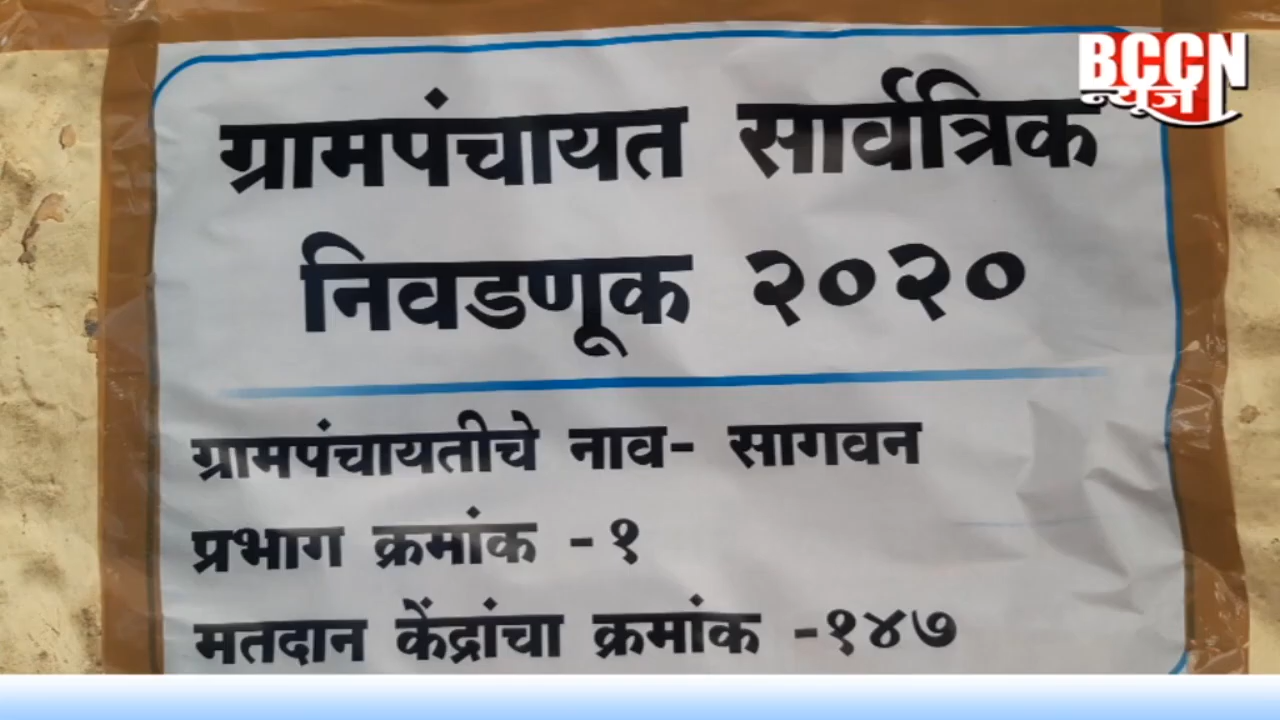 BCCN
न्यूज
ग्रामपंचायत सार्वत्रिक
निवडणूक २०२०
ग्रामपंचायतीचे नाव- सागवन
प्रभाग क्रमांक -१
मतदान केंद्रांचा क्रमांक -१४७